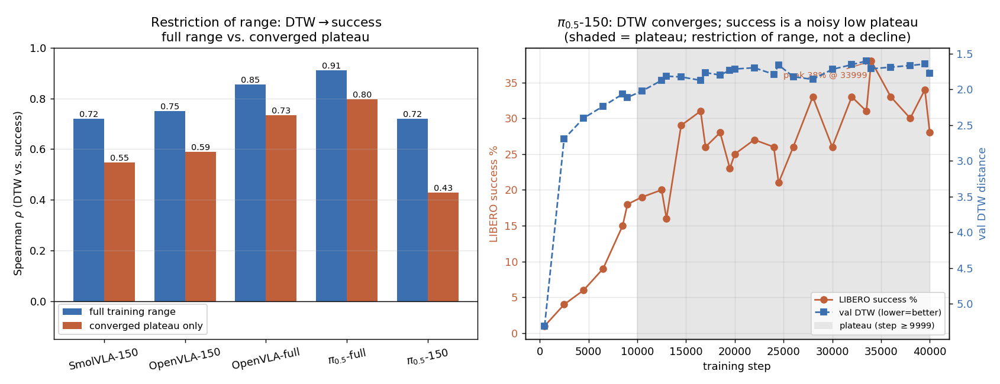 Restriction of range: DTW→success
full range vs. converged plateau
1.0
0.8
0.6
0.4
0.2
0.0
Spearman ρ (DTW vs. success)
0.72
0.55
0.75
0.59
0.85
0.73
0.91
0.80
0.72
0.43
full training range
converged plateau only
SmolVLA-150
OpenVLA-150
OpenVLA-full
π0.5-full
π0.5-150
π0.5-150: DTW converges; success is a noisy low plateau
(shaded = plateau; restriction of range, not a decline)
35
30
25
20
15
10
5
0
LIBERO success %
peak 38% @ 33999
1.5
2.0
2.5
3.0
3.5
4.0
4.5
5.0
val DTW distance
LIBERO success %
val DTW (lower=better)
plateau (step ≥9999)
0
5000
10000
15000
20000
25000
30000
35000
40000
training step